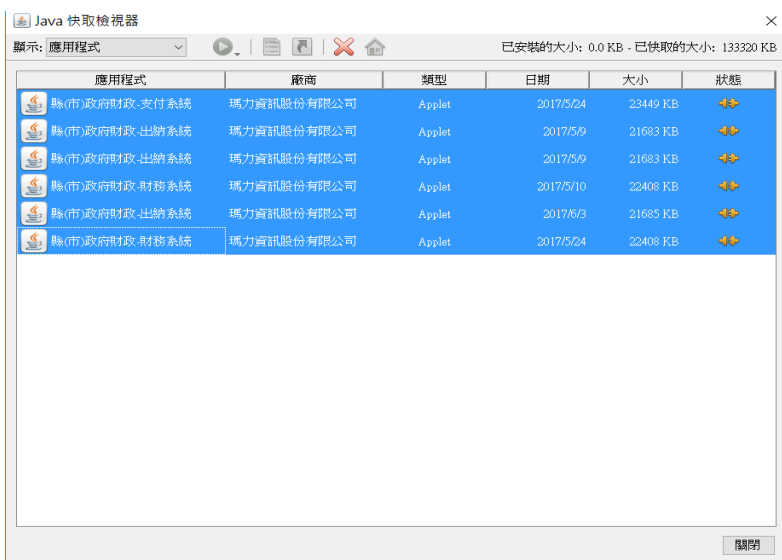 Java 快取檢視器
顯示: 應用程式 已安裝的大小: 0.0 KB - 已快取的大小: 133320 KB
應用程式 廠商 類型 日期 大小 狀態
縣(市)政府財政-支付系統 瑪力資訊股份有限公司 Applet 2017/5/24 23449 KB
縣(市)政府財政-出納系統 瑪力資訊股份有限公司 Applet 2017/5/9 21683 KB
縣(市)政府財政-出納系統 瑪力資訊股份有限公司 Applet 2017/5/9 21683 KB
縣(市)政府財政-財務系統 瑪力資訊股份有限公司 Applet 2017/5/10 22408 KB
縣(市)政府財政-出納系統 瑪力資訊股份有限公司 Applet 2017/6/3 21685 KB
縣(市)政府財政-財務系統 瑪力資訊股份有限公司 Applet 2017/5/24 22408 KB
關閉